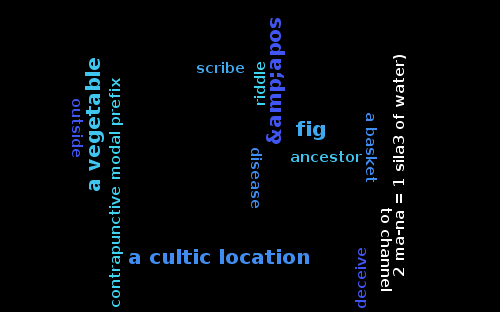 scribe
riddle
&amp;apos
a vegetable
outside
contrapunctive modal prefix
fig
a basket
ancestor
disease
2 ma-na = 1 sila3 of water)
to channel
a cultic location
deceive